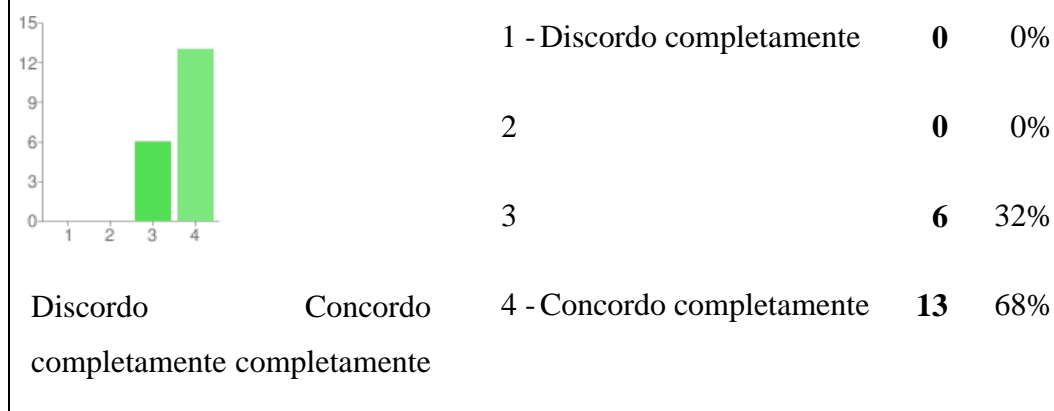 15
12
9
6
3
0
1 2 3 4
Discordo Concordo
completamente completamente
1 - Discordo completamente 0 0%
2 0 0%
3 6 32%
4 - Concordo completamente 13 68%